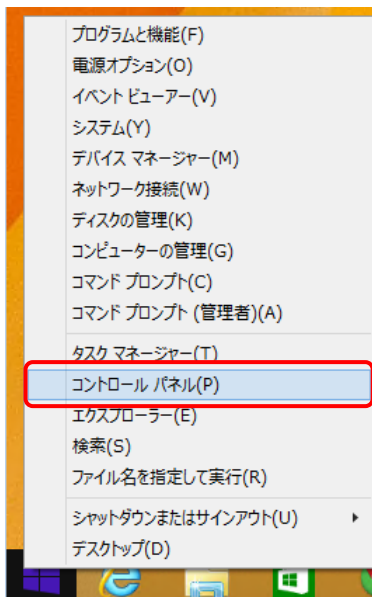 プログラムと機能(F)
電源オプション(O)
イベント ビューアー(V)
システム(Y)
デバイス マネージャー(M)
ネットワーク接続(W)
ディスクの管理(K)
コンピューターの管理(G)
コマンド プロンプト(C)
コマンド プロンプト (管理者)(A)
タスク マネージャー(T)
コントロール パネル(P)
エクスプローラー(E)
検索(S)
ファイル名を指定して実行(R)
シャットダウンまたはサインアウト(U)
デスクトップ(D)